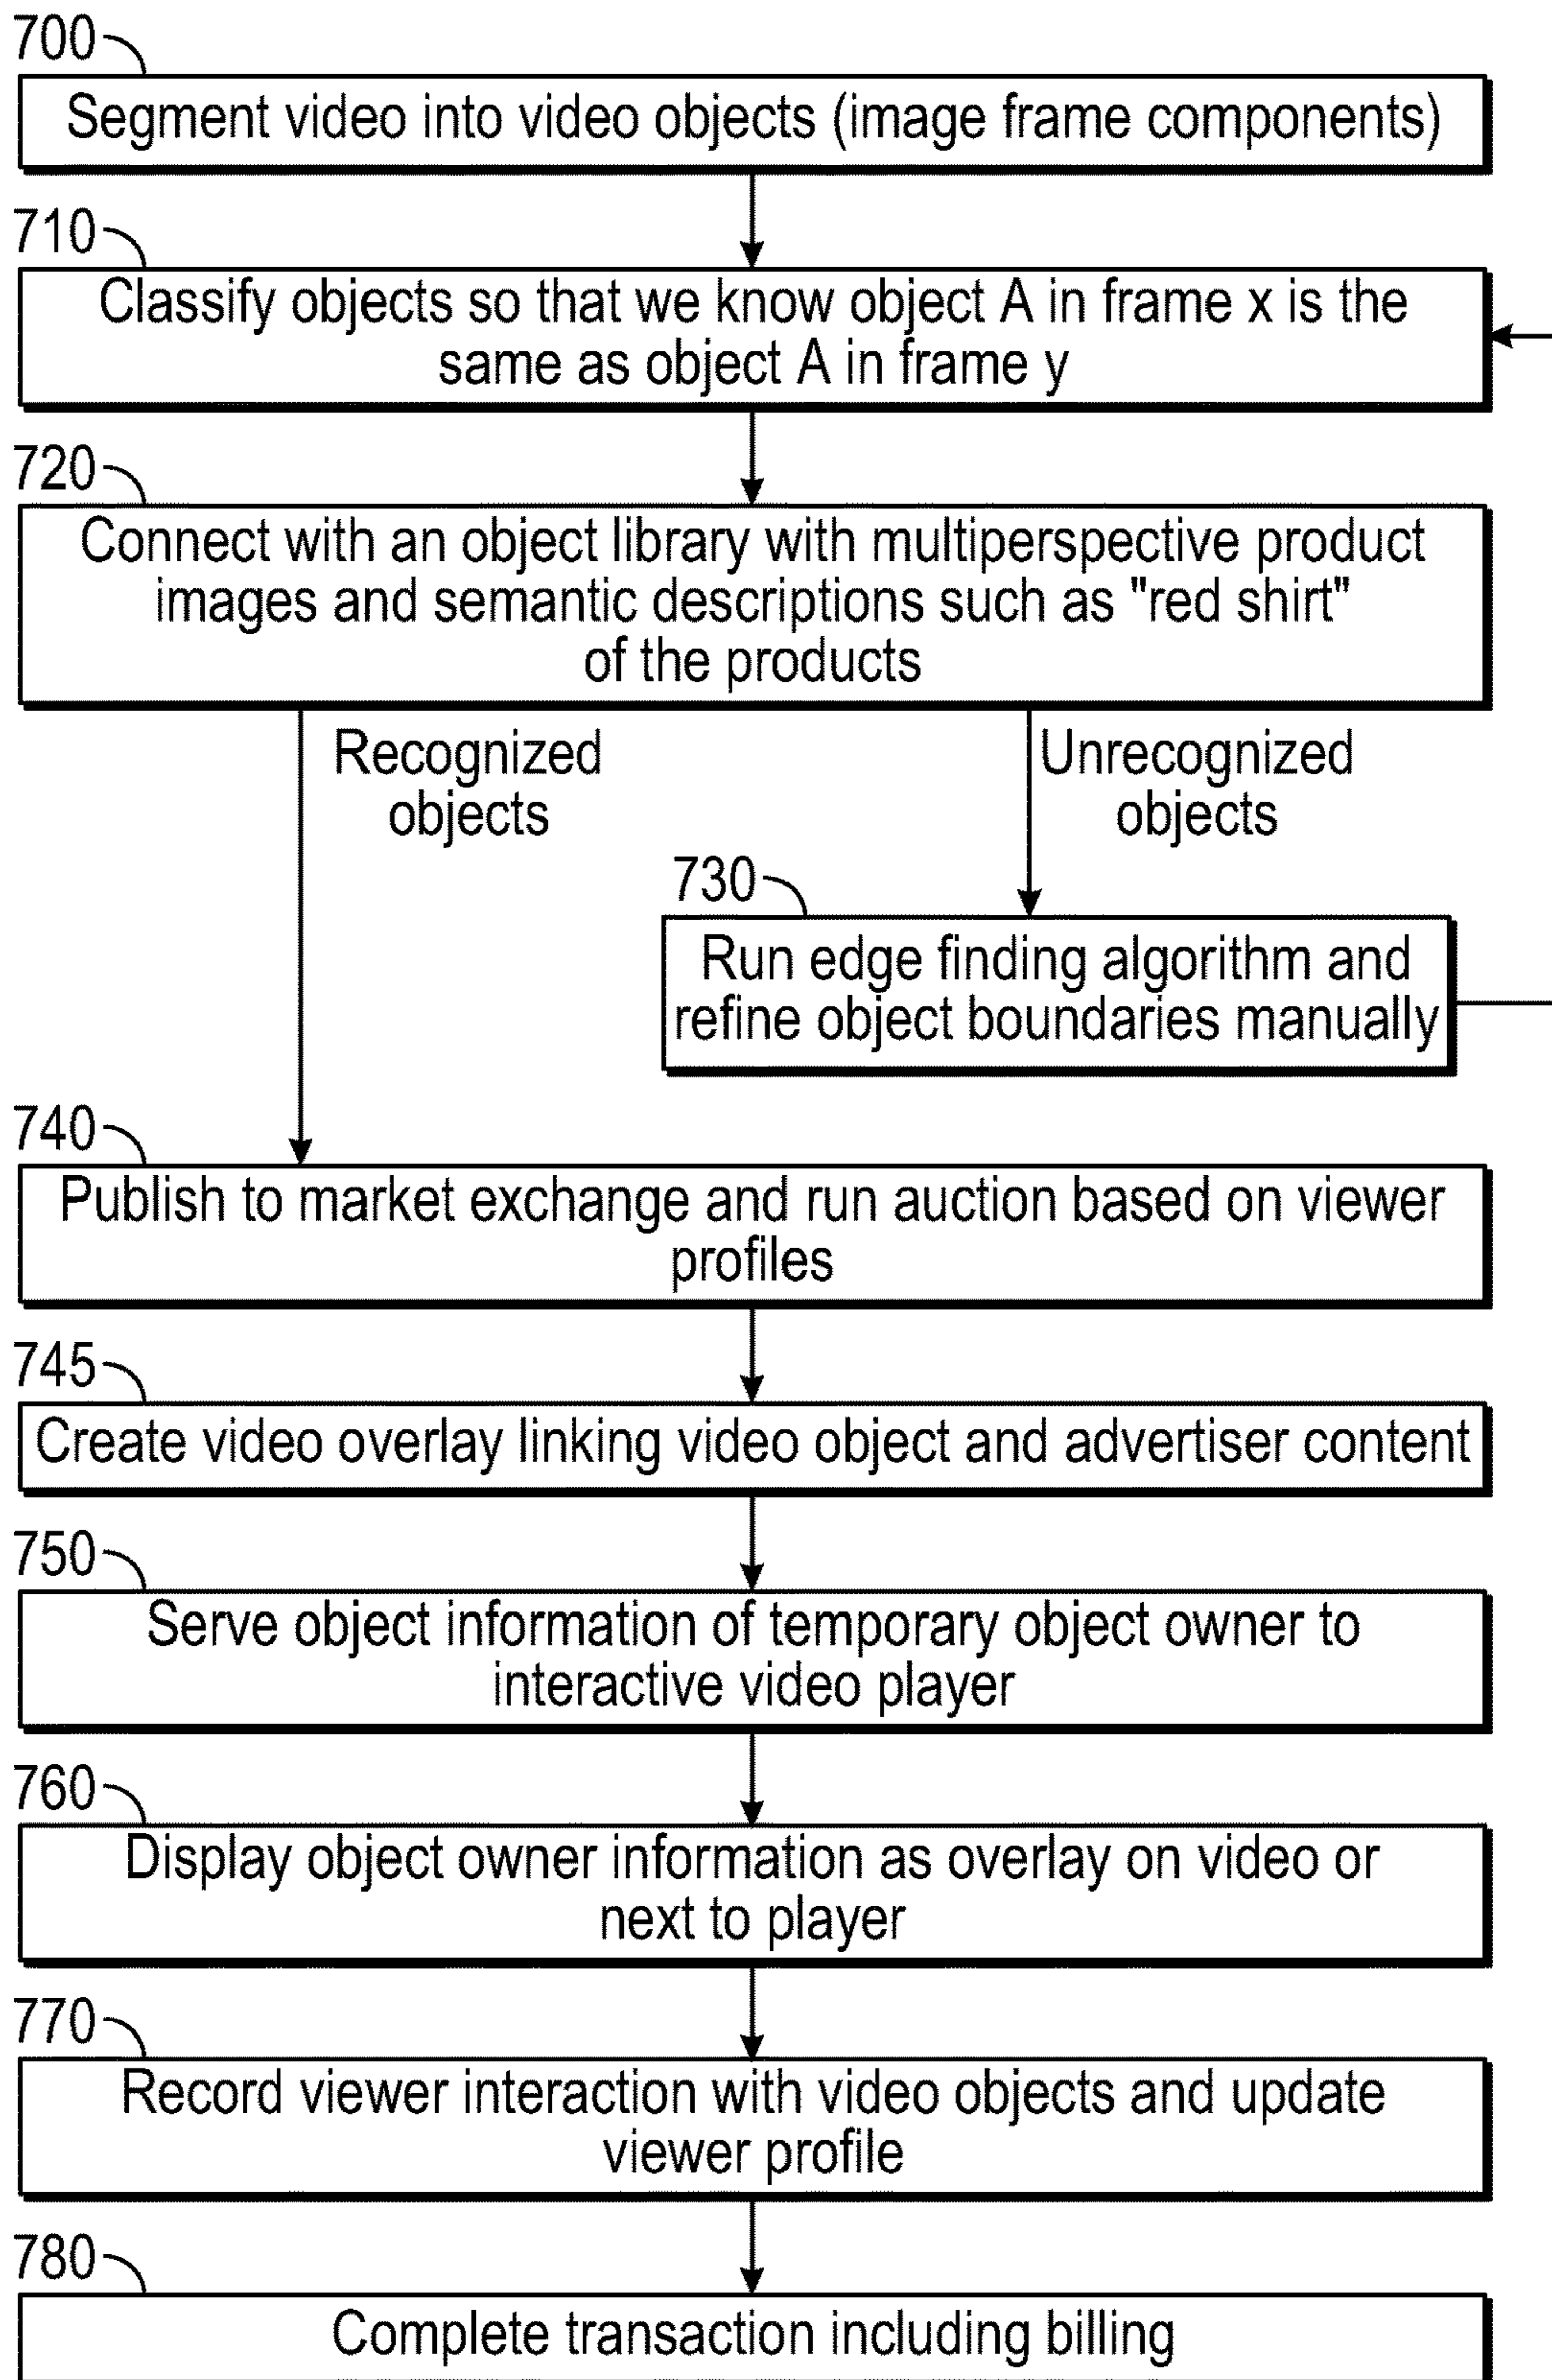 700
Segment video into video objects (image frame components)
710
Classify objects so that we know object A in frame x is the
same as object A in frame y
720
Connect with an object library with multiperspective product
images and semantic descriptions such as "red shirt"
of the products
Recognized
objects
Unrecognized
objects
730
Run edge finding algorithm and
refine object boundaries manually
740
Publish to market exchange and run auction based on viewer
profiles
745
Create video overlay linking video object and advertiser content
750
Serve object information of temporary object owner to
interactive video player
760
Display object owner information as overlay on video or
next to player
770
Record viewer interaction with video objects and update
viewer profile
780
Complete transaction including billing